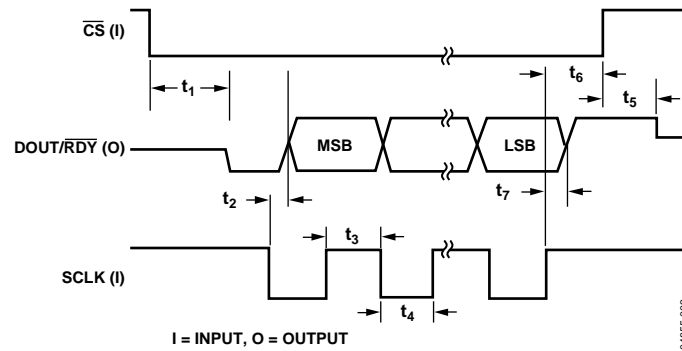 CS (I)
t6
t1
t5
DOUT/RDY (O)
MSB
LSB
t2
t7
t3
SCLK (I)
t4
I = INPUT, O = OUTPUT